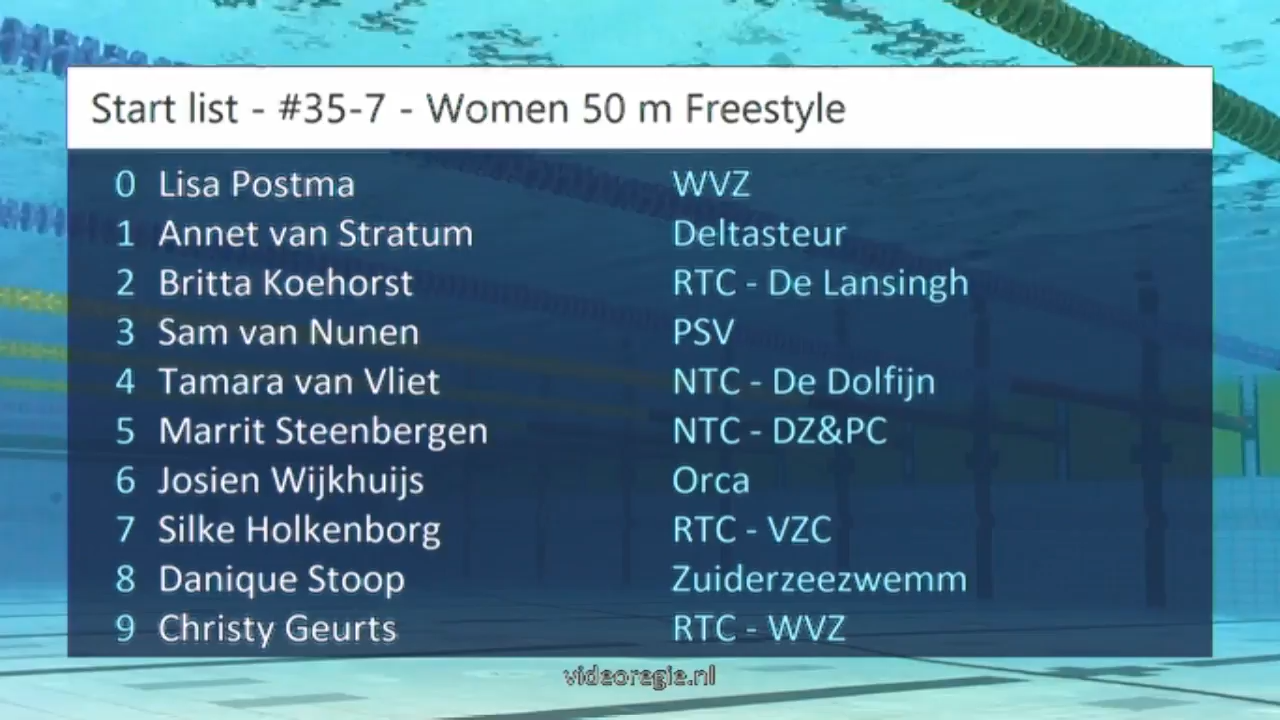 Start list - #35-7 - Women 50 m Freestyle
0 Lisa Postma WVZ
1 Annet van Stratum Deltasteur
2 Britta Koehorst RTC - De Lansingh
3 Sam van Nunen PSV
4 Tamara van Vliet NTC - De Dolfijn
5 Marrit Steenbergen NTC - DZ&PC
6 Josien Wijkhuijs Orca
7 Silke Holkenborg RTC - VZC
8 Danique Stoop Zuiderzeezwemm
9 Christy Geurts RTC - WVZ
videoregie.nl